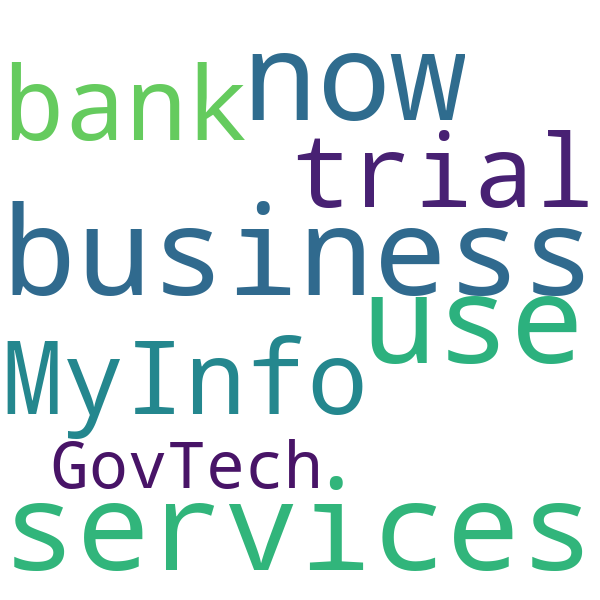 bank now
trial
business
use
MyInfo
GovTech
services